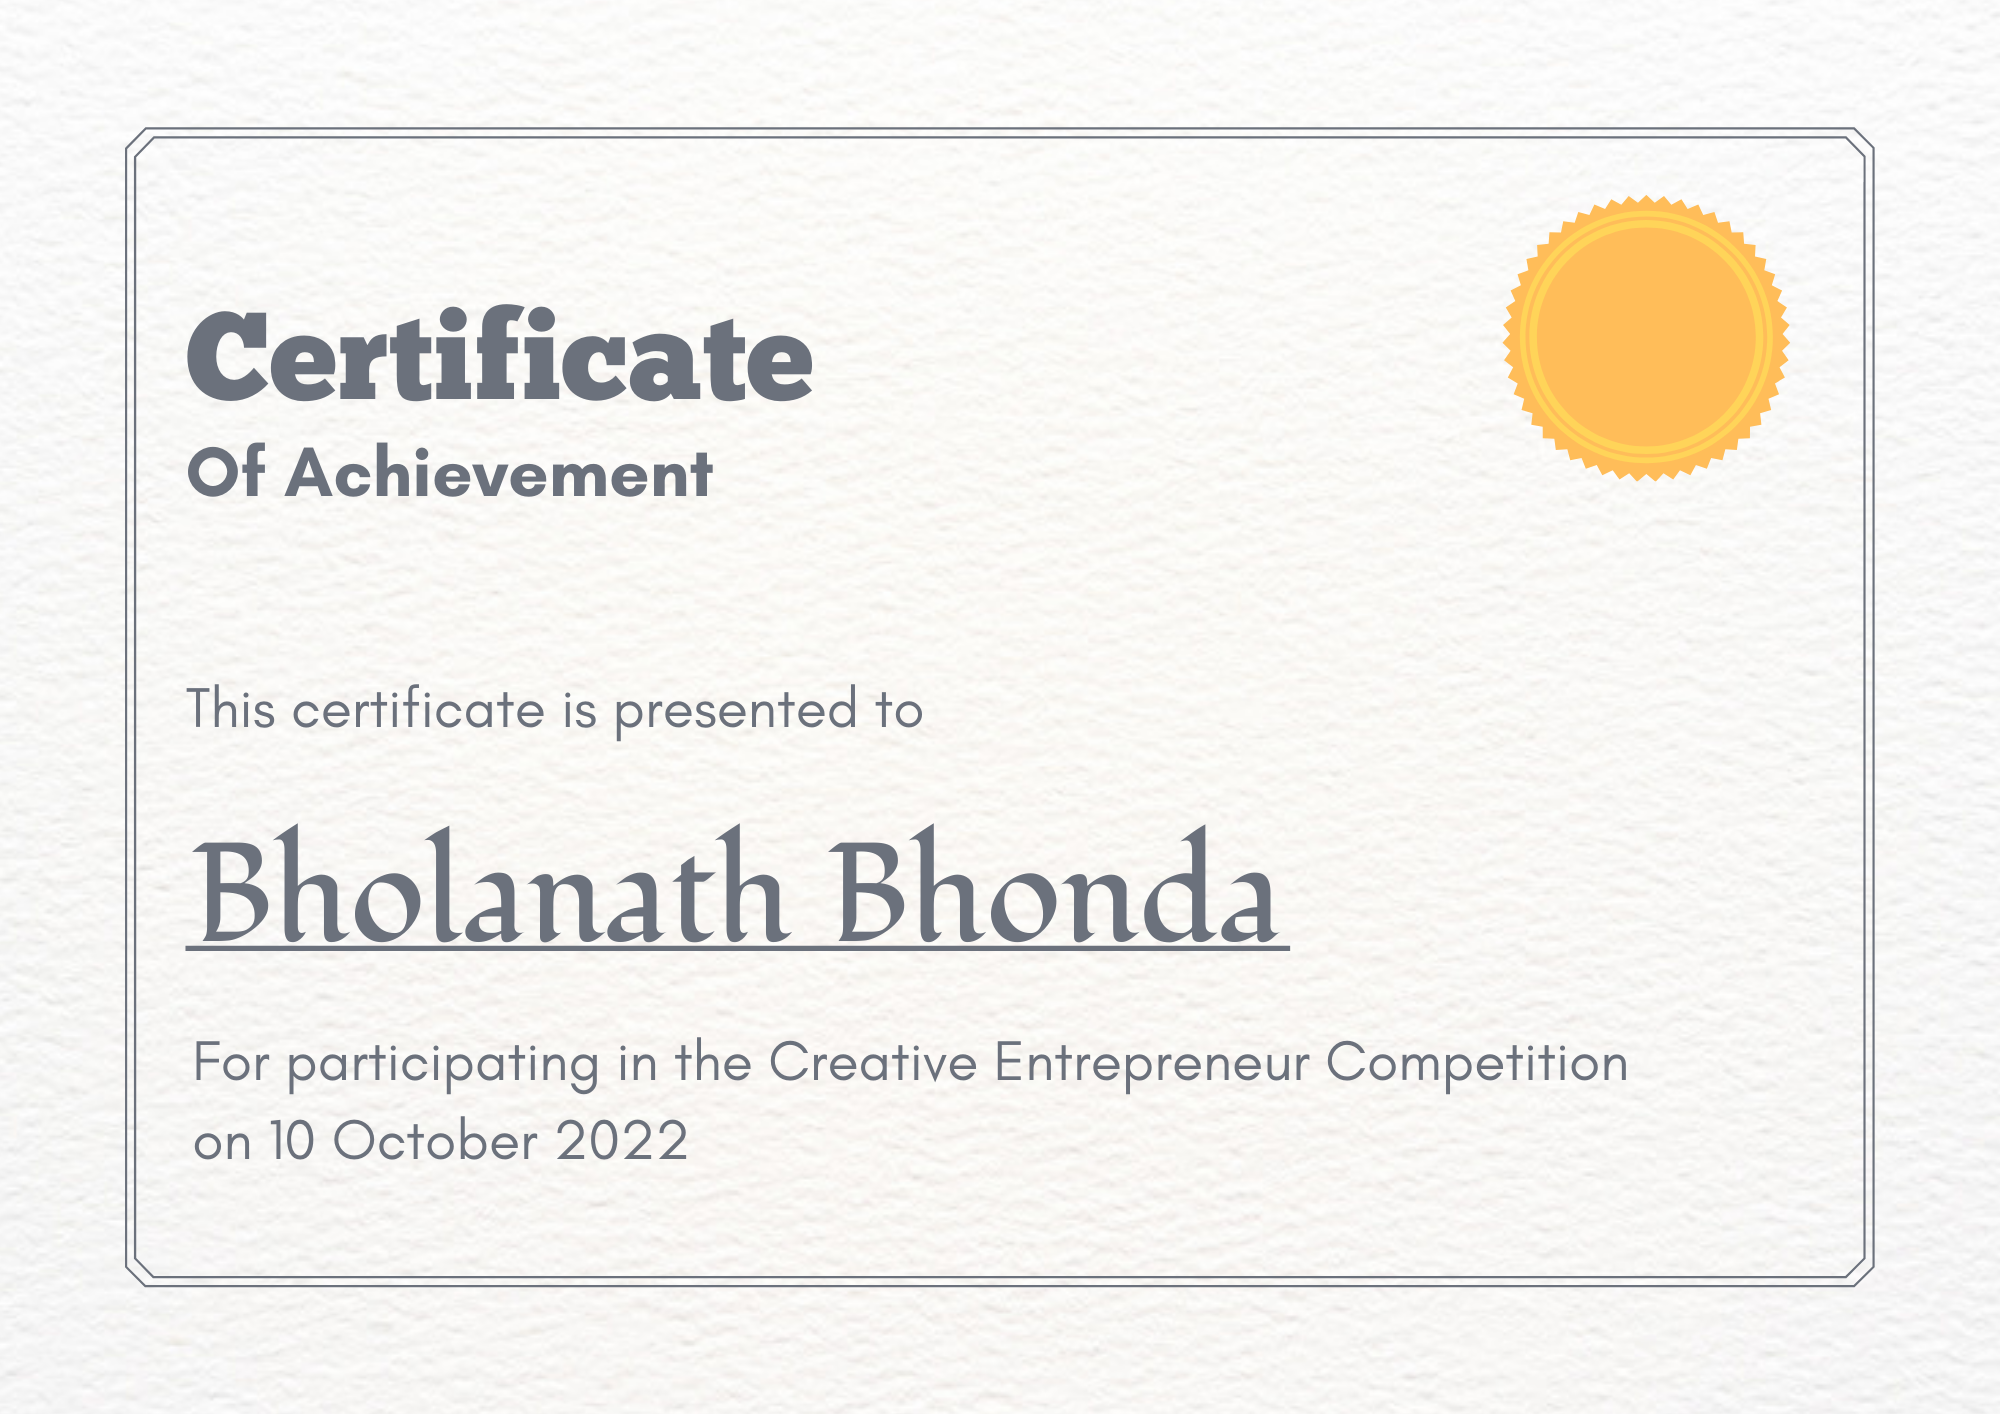 Certificate
Of Achievement
This certificate is presented to
Bholanath Bhonda
For participating in the Creative Entrepreneur Competition
on 10 October 2022